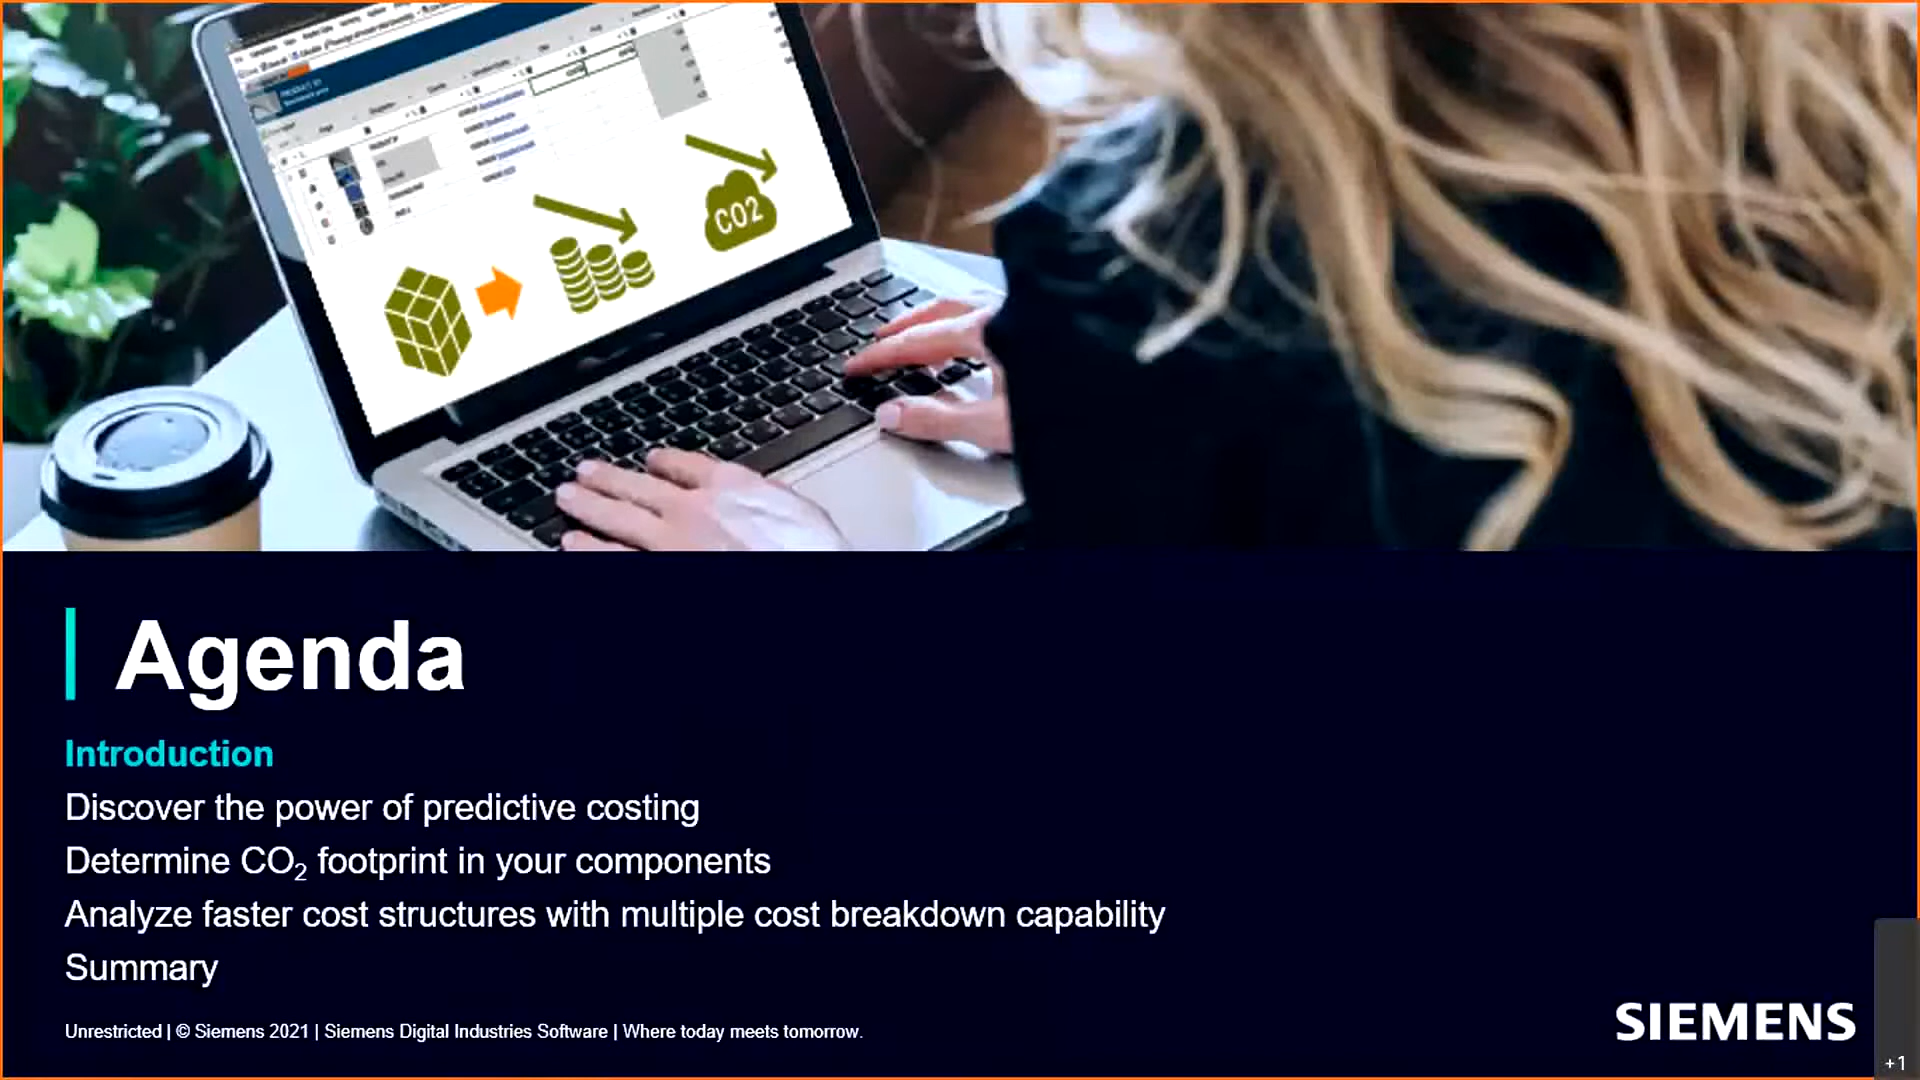 PRODUCT 01
CO2
Agenda
Introduction
Discover the power of predictive costing
Determine CO₂ footprint in your components
Analyze faster cost structures with multiple cost breakdown capability
Summary
Unrestricted | © Siemens 2021 | Siemens Digital Industries Software | Where today meets tomorrow.
SIEMENS
+1